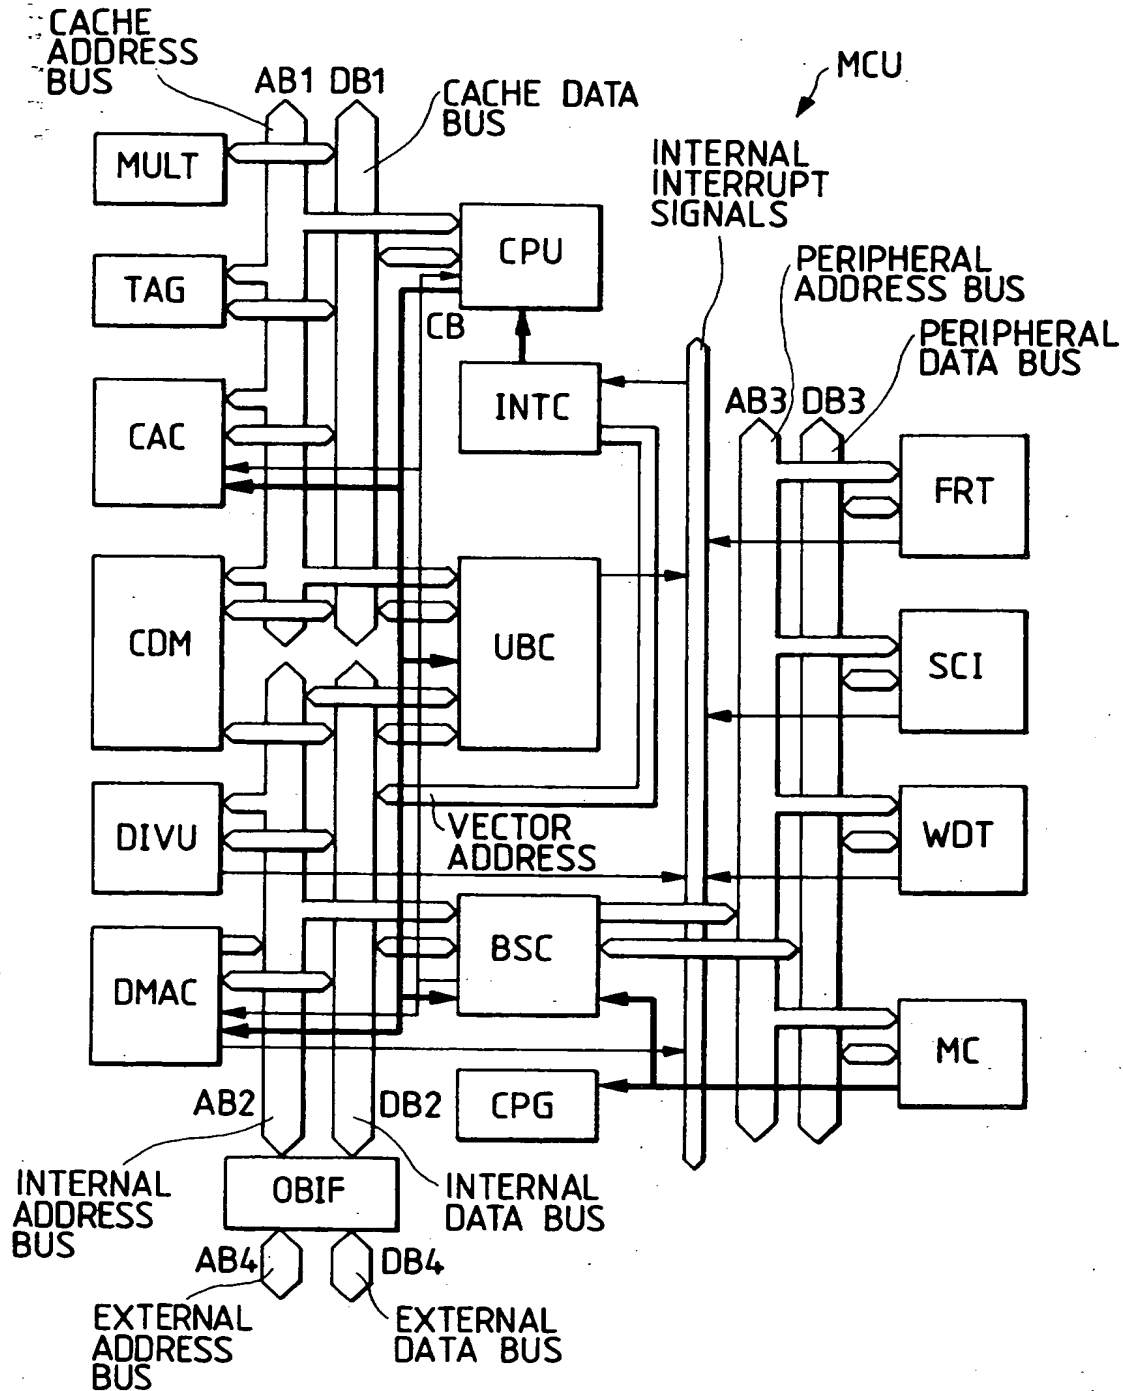 CACHE
ADDRESS
BUS
AB1
DB1
CACHE DATA
BUS
MCU
MULT
INTERNAL
INTERRUPT
SIGNALS
TAG
CPU
PERIPHERAL
ADDRESS BUS
CB
PERIPHERAL
DATA BUS
CAC
INTC
AB3
DB3
FRT
CDM
UBC
SCI
DIVU
VECTOR
ADDRESS
WDT
DMAC
BSC
MC
AB2
DB2
CPG
INTERNAL
ADDRESS
BUS
OBIF
INTERNAL
DATA BUS
AB4
DB4
EXTERNAL
ADDRESS
BUS
EXTERNAL
DATA BUS